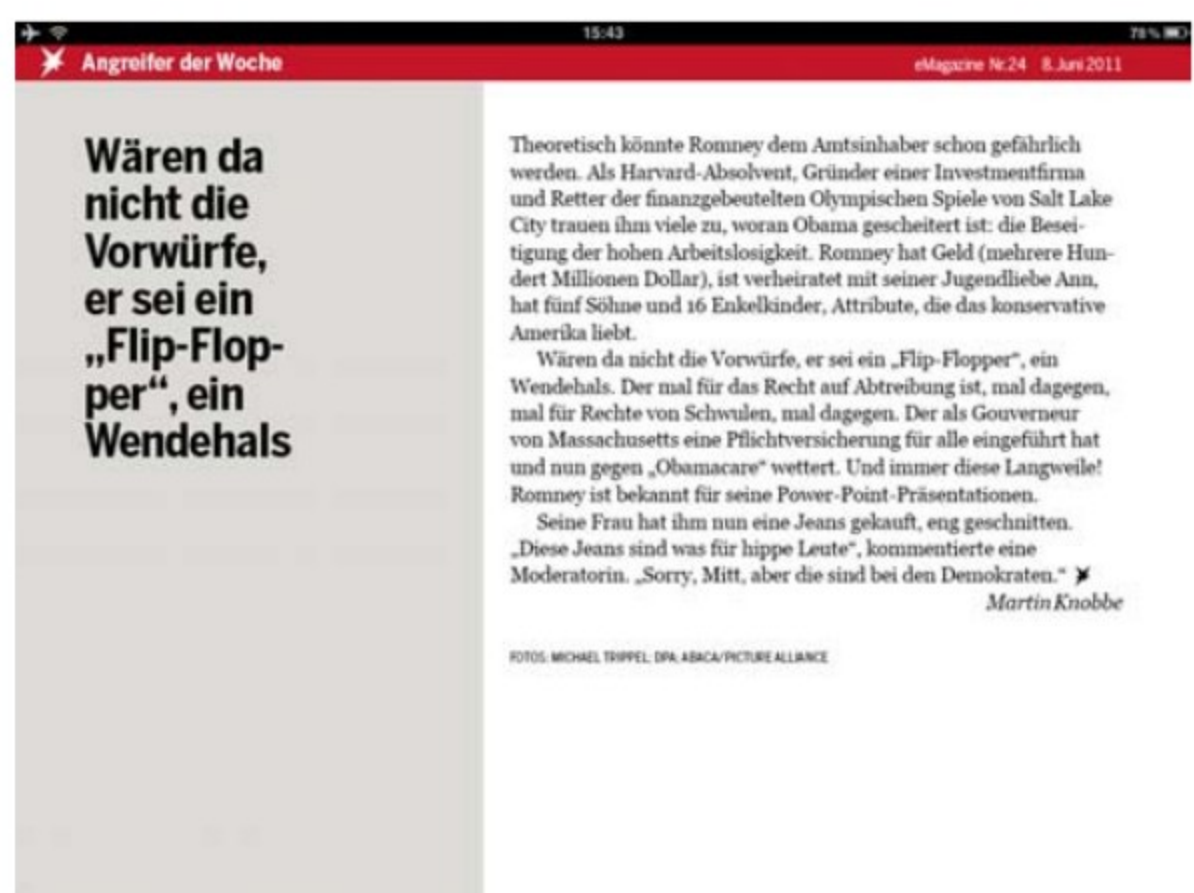 15:43
78%
Angreifer der Woche
eMagazine Nr.24 8. Juni 2011
Wären da
nicht die
Vorwürfe,
er sei ein
„Flip-Flop-
per“, ein
Wendehals
Theoretisch könnte Romney dem Amtsinhaber schon gefährlich
werden. Als Harvard-Absolvent, Gründer einer Investmentfirma
und Retter der finanzgebeutelten Olympischen Spiele von Salt Lake
City trauen ihm viele zu, woran Obama gescheitert ist: die Besei-
tigung der hohen Arbeitslosigkeit. Romney hat Geld (mehrere Hun-
dert Millionen Dollar), ist verheiratet mit seiner Jugendliebe Ann,
hat fünf Söhne und 16 Enkelkinder, Attribute, die das konservative
Amerika liebt.
Wären da nicht die Vorwürfe, er sei ein „Flip-Flopper“, ein
Wendehals. Der mal für das Recht auf Abtreibung ist, mal dagegen,
mal für Rechte von Schwulen, mal dagegen. Der als Gouverneur
von Massachusetts eine Pflichtversicherung für alle eingeführt hat
und nun gegen „Obamacare“ wettert. Und immer diese Langweile!
Romney ist bekannt für seine Power-Point-Präsentationen.
Seine Frau hat ihm nun eine Jeans gekauft, eng geschnitten.
„Diese Jeans sind was für hippe Leute“, kommentierte eine
Moderatorin. „Sorry, Mitt, aber die sind bei den Demokraten.“
Martin Knobbe
FOTOS: MICHAEL TRIPPEL; DPA; ABACA/PICTURE ALLIANCE